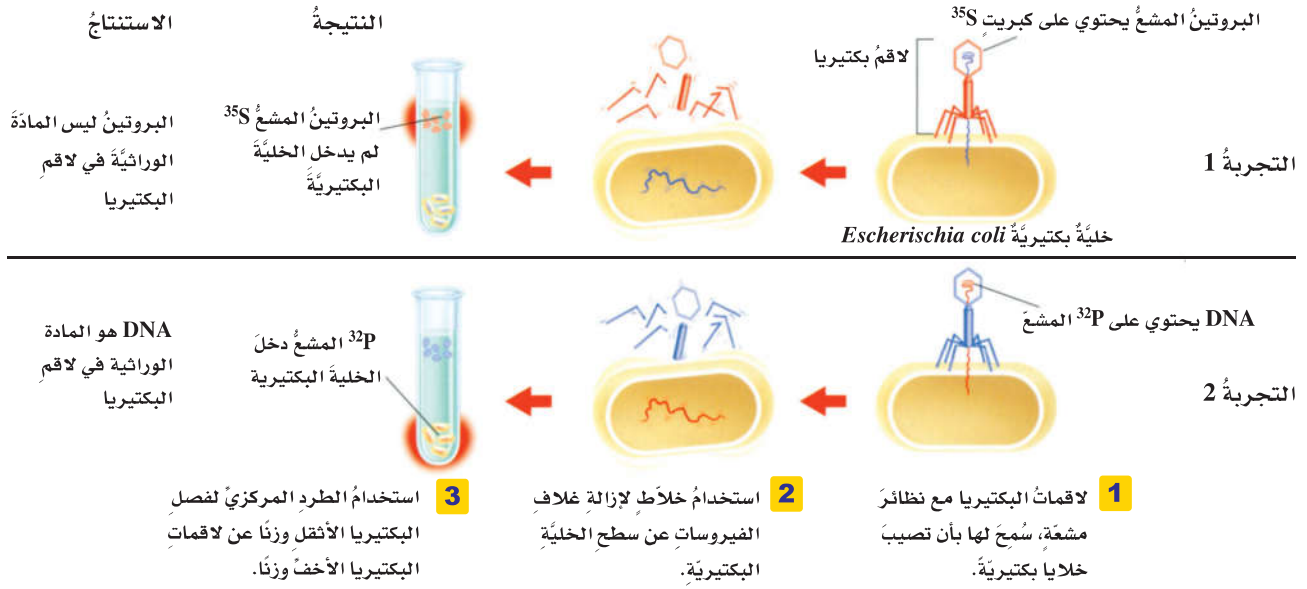 البروتينُ المشعُّ يحتوي على كبريتٍ ³⁵S
لاقمُ بكتيريا
التجربةُ 1
خليَّةٌ بكتيريَّةٌ Escherischia coli
النتيجةُ
البروتينُ المشعُّ ³⁵S
لم يدخل الخليَّةَ
البكتيريَّةَ
الاستنتاجُ
البروتينُ ليس المادّةَ
الوراثيَّةَ في لاقمِ
البكتيريا
DNA يحتوي على ³²P المشعّ
التجربةُ 2
³²P المشعُّ دخلَ
الخليةَ البكتيرية
DNA هو المادة
الوراثية في لاقمِ
البكتيريا
1 لاقماتُ البكتيريا مع نظائرَ
مشعّةٍ، سُمِحَ لها بأن تصيبَ
خلايا بكتيريّةً.
2 استخدامُ خلاّطٍ لإزالةِ غلافِ
الفيروساتِ عن سطحِ الخليَّةِ
البكتيريّةِ.
3 استخدامُ الطردِ المركزيِّ لفصلِ
البكتيريا الأثقلِ وزنًا عن لاقماتِ
البكتيريا الأخفِّ وزنًا.